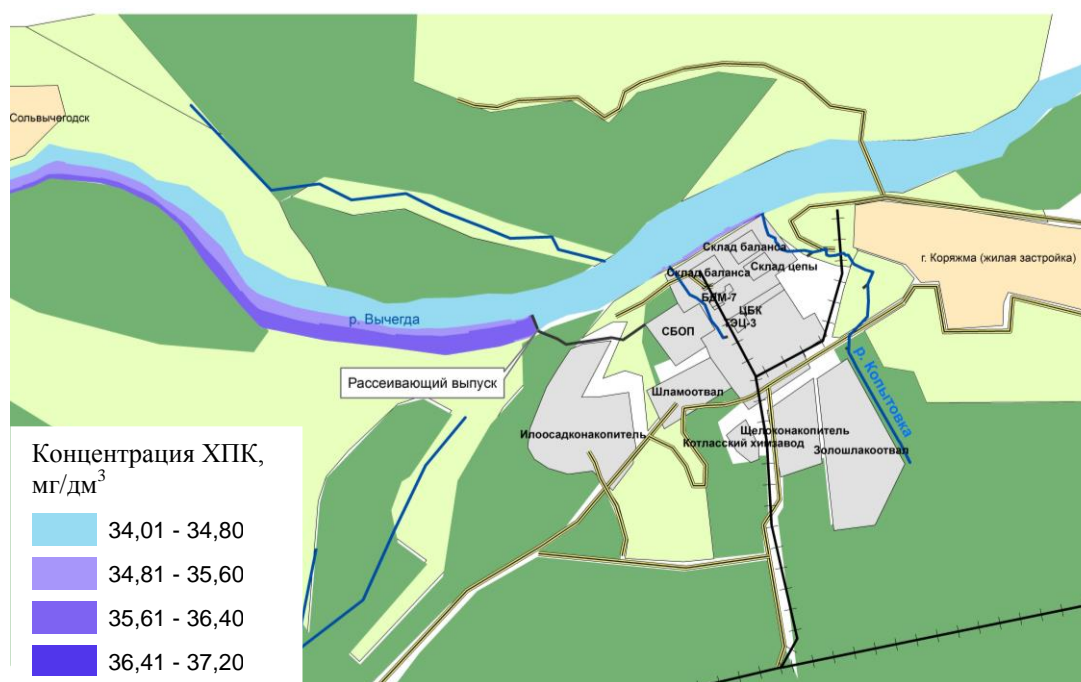 Сольвычегодск
Склад баланса
г. Коряжма (жилая застройка)
Склад баланса
Склад щепы
БДМ-7
ЦБК
р. Вычегда
СБОП
ТЭЦ-3
р. Копытовка
Рассеивающий выпуск
Шламоотвал
Илоосадконакопитель
Щелоконакопитель
Котласский химзавод
Золошлакоотвал
Концентрация ХПК,
мг/дм³
34,01 - 34,80
34,81 - 35,60
35,61 - 36,40
36,41 - 37,20